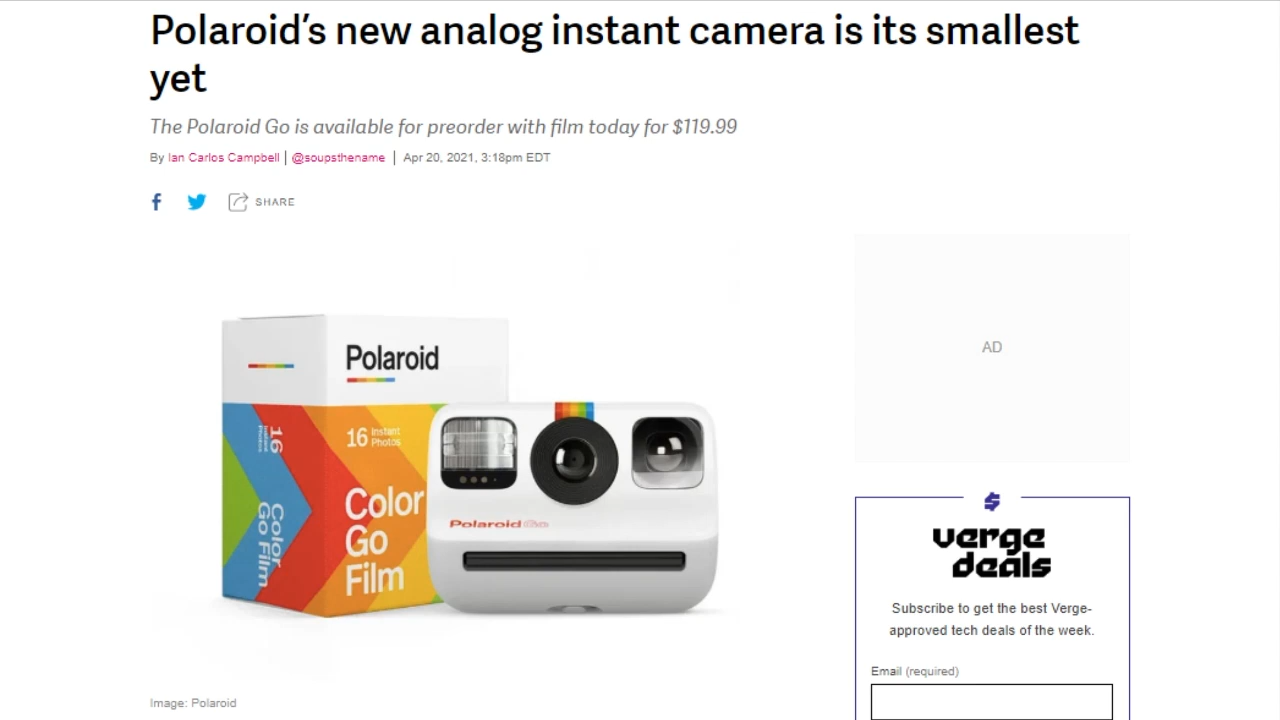 Polaroid's new analog instant camera is its smallest
yet
The Polaroid Go is available for preorder with film today for $119.99
By Ian Carlos Campbell | @soupsthename | Apr 20, 2021, 3:18pm EDT
f
SHARE
Polaroid
16 Instant Photos
Color
Go
Film
16 Instant Photos
Color
Go Film
Polaroid Go
Image: Polaroid
AD
$
verge
deals
Subscribe to get the best Verge-
approved tech deals of the week.
Email (required)